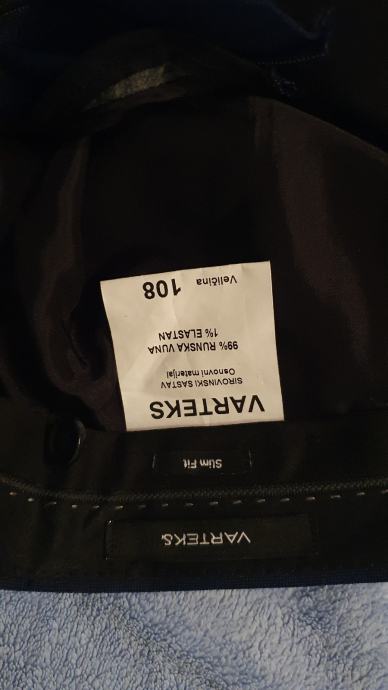 VARTEKS
Slim Fit
VARTEKS
SIROVINSKI SASTAV
Osnovni materijal
99% RUNSKA VUNA
1% ELASTAN
Veličina 108